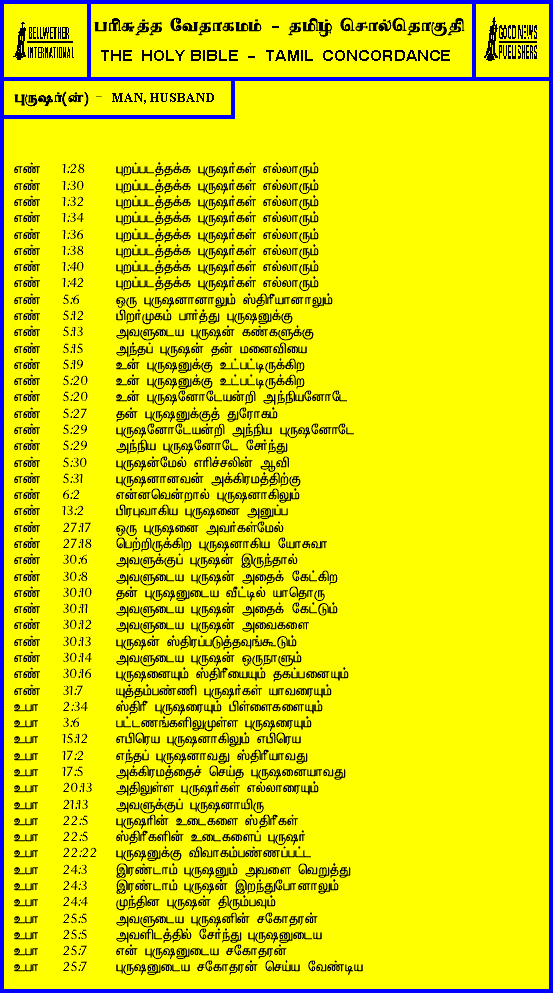 BELLWETHER INTERNATIONAL
பரிசுத்த வேதாகமம் - தமிழ் சொல்தொகுதி
THE HOLY BIBLE - TAMIL CONCORDANCE
GOOD NEWS PUBLISHERS
புருஷர்(ன்) - MAN, HUSBAND
எண் 1:28 புறப்படத்தக்க புருஷர்கள் எல்லாரும்
எண் 1:30 புறப்படத்தக்க புருஷர்கள் எல்லாரும்
எண் 1:32 புறப்படத்தக்க புருஷர்கள் எல்லாரும்
எண் 1:34 புறப்படத்தக்க புருஷர்கள் எல்லாரும்
எண் 1:36 புறப்படத்தக்க புருஷர்கள் எல்லாரும்
எண் 1:38 புறப்படத்தக்க புருஷர்கள் எல்லாரும்
எண் 1:40 புறப்படத்தக்க புருஷர்கள் எல்லாரும்
எண் 1:42 புறப்படத்தக்க புருஷர்கள் எல்லாரும்
எண் 5:6 ஒரு புருஷனானாலும் ஸ்திரீயானாலும்
எண் 5:12 பிறர்முகம் பார்த்து புருஷனுக்கு
எண் 5:13 அவளுடைய புருஷன் கண்களுக்கு
எண் 5:15 அந்தப் புருஷன் தன் மனைவியை
எண் 5:19 உன் புருஷனுக்கு உட்பட்டிருக்கிற
எண் 5:20 உன் புருஷனுக்கு உட்பட்டிருக்கிற
எண் 5:20 உன் புருஷனோடேயன்றி அந்நியனோடே
எண் 5:27 தன் புருஷனுக்குத் துரோகம்
எண் 5:29 புருஷனோடேயன்றி அந்நிய புருஷனோடே
எண் 5:29 அந்நிய புருஷனோடே சேர்ந்து
எண் 5:30 புருஷன்மேல் எரிச்சலின் ஆவி
எண் 5:31 புருஷனானவன் அக்கிரமத்திற்கு
எண் 6:2 என்னவென்றால் புருஷனாகிலும்
எண் 13:2 பிரபுவாகிய புருஷனை அனுப்ப
எண் 27:17 ஒரு புருஷனை அவர்கள்மேல்
எண் 27:18 பெற்றிருக்கிற புருஷனாகிய யோசுவா
எண் 30:6 அவளுக்குப் புருஷன் இருந்தால்
எண் 30:8 அவளுடைய புருஷன் அதைக் கேட்கிற
எண் 30:10 தன் புருஷனுடைய வீட்டில் யாதொரு
எண் 30:11 அவளுடைய புருஷன் அதைக் கேட்டும்
எண் 30:12 அவளுடைய புருஷன் அவைகளை
எண் 30:13 புருஷன் ஸ்திரப்படுத்தவுங்கூடும்
எண் 30:14 அவளுடைய புருஷன் ஒருநாளும்
எண் 30:16 புருஷனையும் ஸ்திரீயையும் தகப்பனையும்
எண் 31:7 யுத்தம்பண்ணி புருஷர்கள் யாவரையும்
உபா 2:34 ஸ்திரீ புருஷரையும் பிள்ளைகளையும்
உபா 3:6 பட்டணங்களிலுமுள்ள புருஷரையும்
உபா 15:12 எபிரெய புருஷனாகிலும் எபிரெய
உபா 17:2 எந்தப் புருஷனாவது ஸ்திரீயாவது
உபா 17:5 அக்கிரமத்தைச் செய்த புருஷனையாவது
உபா 20:13 அதிலுள்ள புருஷர்கள் எல்லாரையும்
உபா 21:13 அவளுக்குப் புருஷனாயிரு
உபா 22:5 புருஷரின் உடைகளை ஸ்திரீகள்
உபா 22:5 ஸ்திரீகளின் உடைகளைப் புருஷர்
உபா 22:22 புருஷனுக்கு விவாகம்பண்ணப்பட்ட
உபா 24:3 இரண்டாம் புருஷனும் அவளை வெறுத்து
உபா 24:3 இரண்டாம் புருஷன் இறந்துபோனாலும்
உபா 24:4 முந்தின புருஷன் திரும்பவும்
உபா 25:5 அவளுடைய புருஷனின் சகோதரன்
உபா 25:5 அவளிடத்தில் சேர்ந்து புருஷனுடைய
உபா 25:7 என் புருஷனுடைய சகோதரன்
உபா 25:7 புருஷனுடைய சகோதரன் செய்ய வேண்டிய